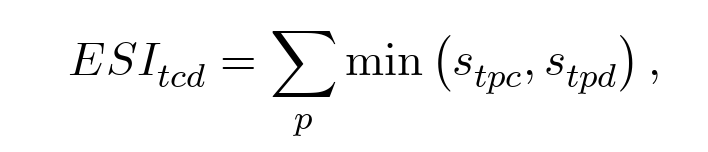 ESI_{tcd} = \sum_{p} \min \left( s_{tpc}, s_{tpd} \right),